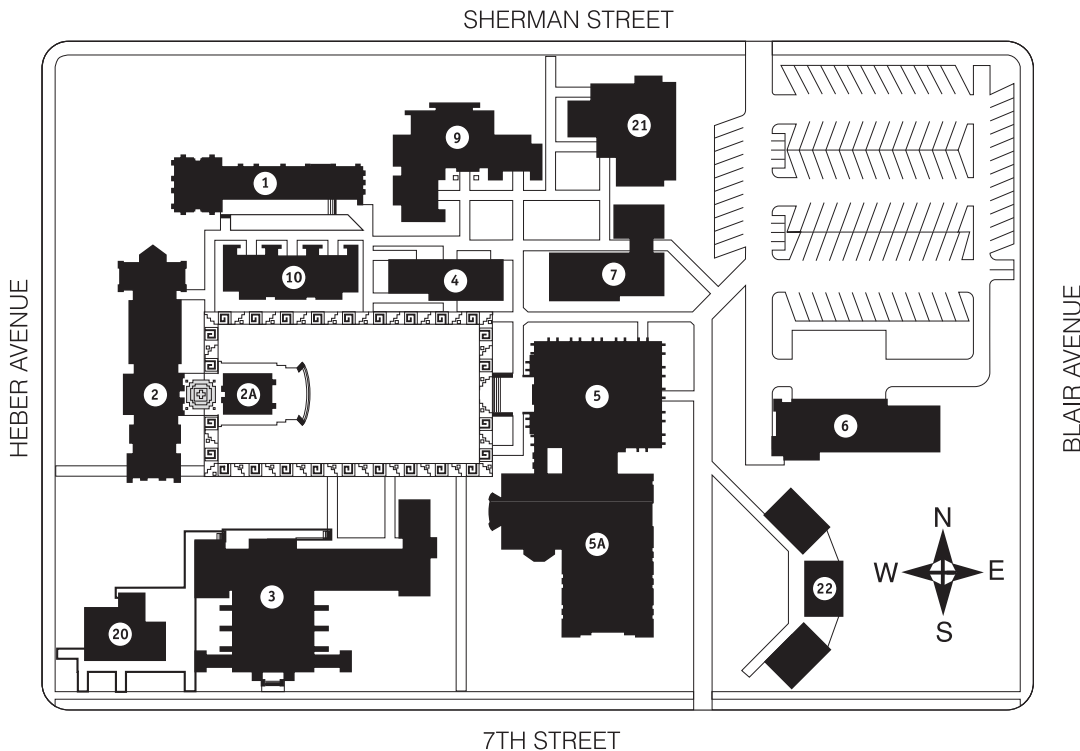 SHERMAN STREET
21
9
1
10
4
7
HEBER AVENUE
BLAIR AVENUE
2
2A
5
6
5A
N
W
E
S
3
22
20
7TH STREET